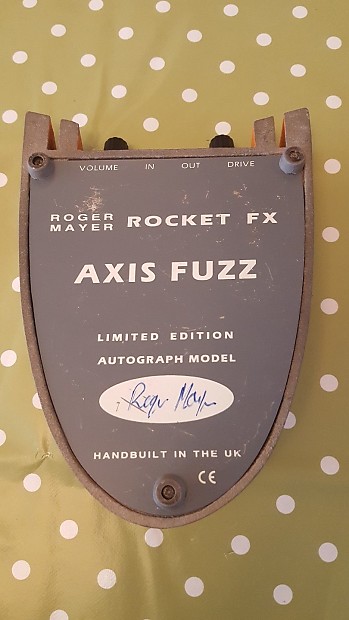 VOLUME IN OUT DRIVE
ROGER MAYER ROCKET FX
AXIS FUZZ
LIMITED EDITION
AUTOGRAPH MODEL
Roger Mayer
HANDBUILT IN THE UK
CE